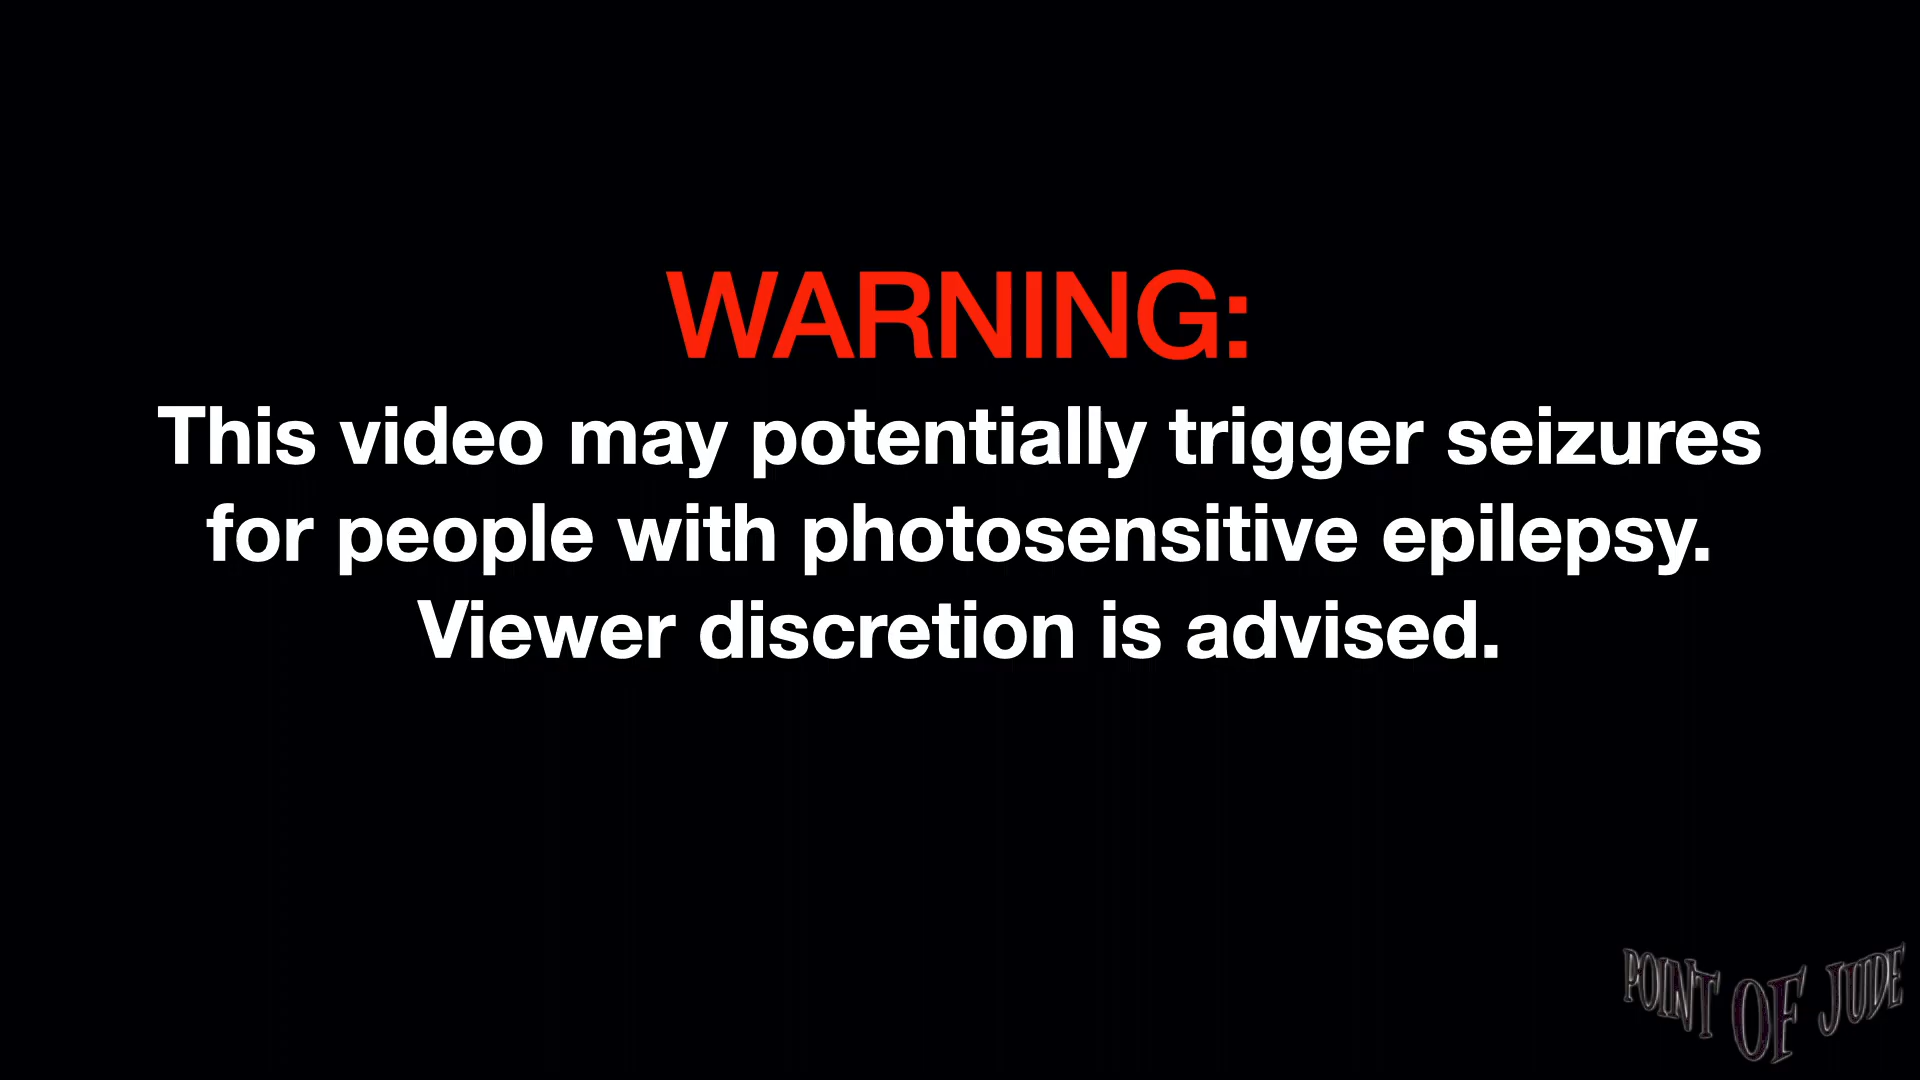 WARNING:
This video may potentially trigger seizures
for people with photosensitive epilepsy.
Viewer discretion is advised.
POINT OF JUDE